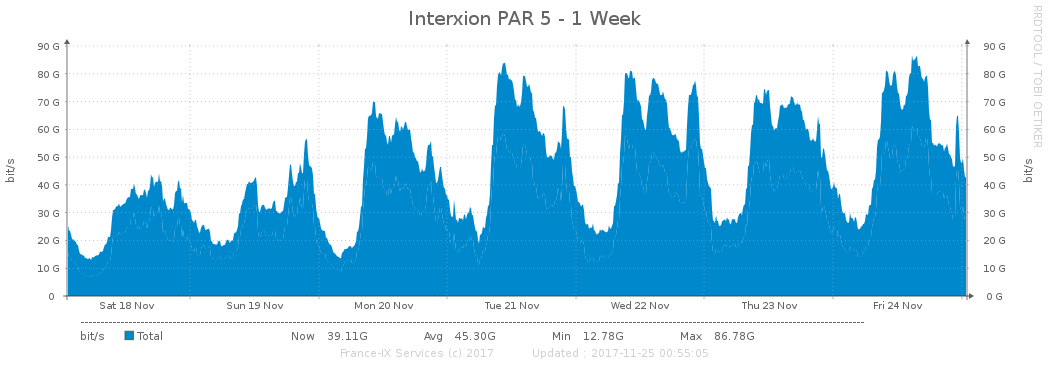 Interxion PAR 5 - 1 Week
RRDTOOL / TOBI OETIKER
bit/s
90 G
80 G
70 G
60 G
50 G
40 G
30 G
20 G
10 G
0
90 G
80 G
70 G
60 G
50 G
40 G
30 G
20 G
10 G
0 G
bit/s
Sat 18 Nov Sun 19 Nov Mon 20 Nov Tue 21 Nov Wed 22 Nov Thu 23 Nov Fri 24 Nov
bit/s Total Now 39.11G Avg 45.30G Min 12.78G Max 86.78G
France-IX Services (c) 2017 Updated : 2017-11-25 00:55:05